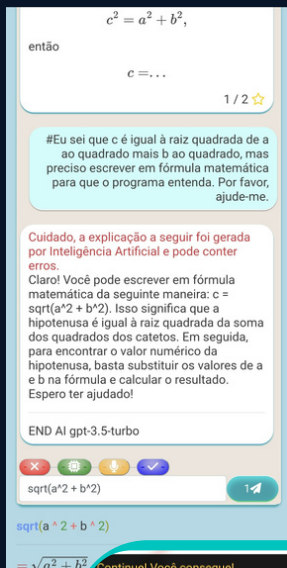 c² = a² + b²,
então
c = ...
1 / 2
#Eu sei que c é igual à raiz quadrada de a
ao quadrado mais b ao quadrado, mas
preciso escrever em fórmula matemática
para que o programa entenda. Por favor,
ajude-me.
Cuidado, a explicação a seguir foi gerada
por Inteligência Artificial e pode conter
erros.
Claro! Você pode escrever em fórmula
matemática da seguinte maneira: c =
sqrt(a^2 + b^2). Isso significa que a
hipotenusa é igual à raiz quadrada da soma
dos quadrados dos catetos. Em seguida,
para encontrar o valor numérico da
hipotenusa, basta substituir os valores de a
e b na fórmula e calcular o resultado.
Espero ter ajudado!
END AI gpt-3.5-turbo
sqrt(a^2 + b^2)
1
sqrt(a ^ 2 + b ^ 2)
= √a² + b²
Continue! Você consegue!